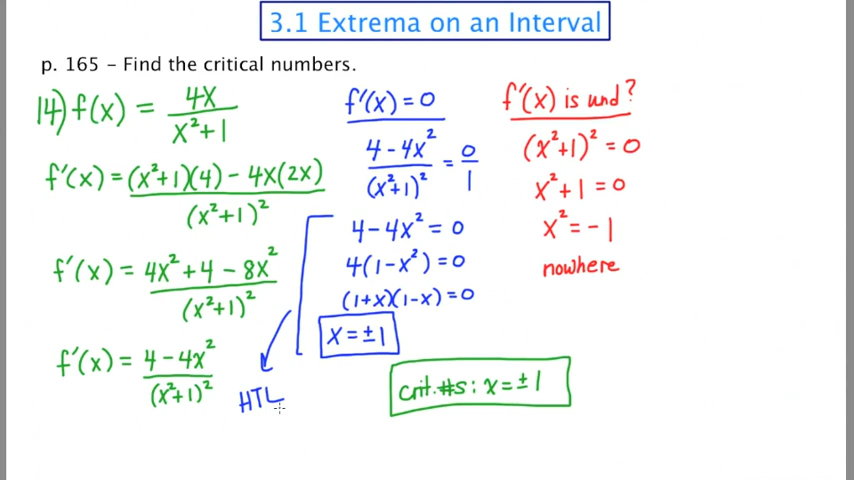 3.1 Extrema on an Interval
p. 165 – Find the critical numbers.
14) f(x) = 4x / x²+1
f'(x) = (x²+1)(4) - 4x(2x) / (x²+1)²
f'(x) = 4x²+4-8x² / (x²+1)²
f'(x) = 4-4x² / (x²+1)²
f'(x) = 0
4-4x² / (x²+1)² = 0/1
4-4x² = 0
4(1-x²) = 0
(1+x)(1-x) = 0
x = ±1
HTL
f'(x) is und?
(x²+1)² = 0
x²+1 = 0
x² = -1
nowhere
crit. #s: x = ±1